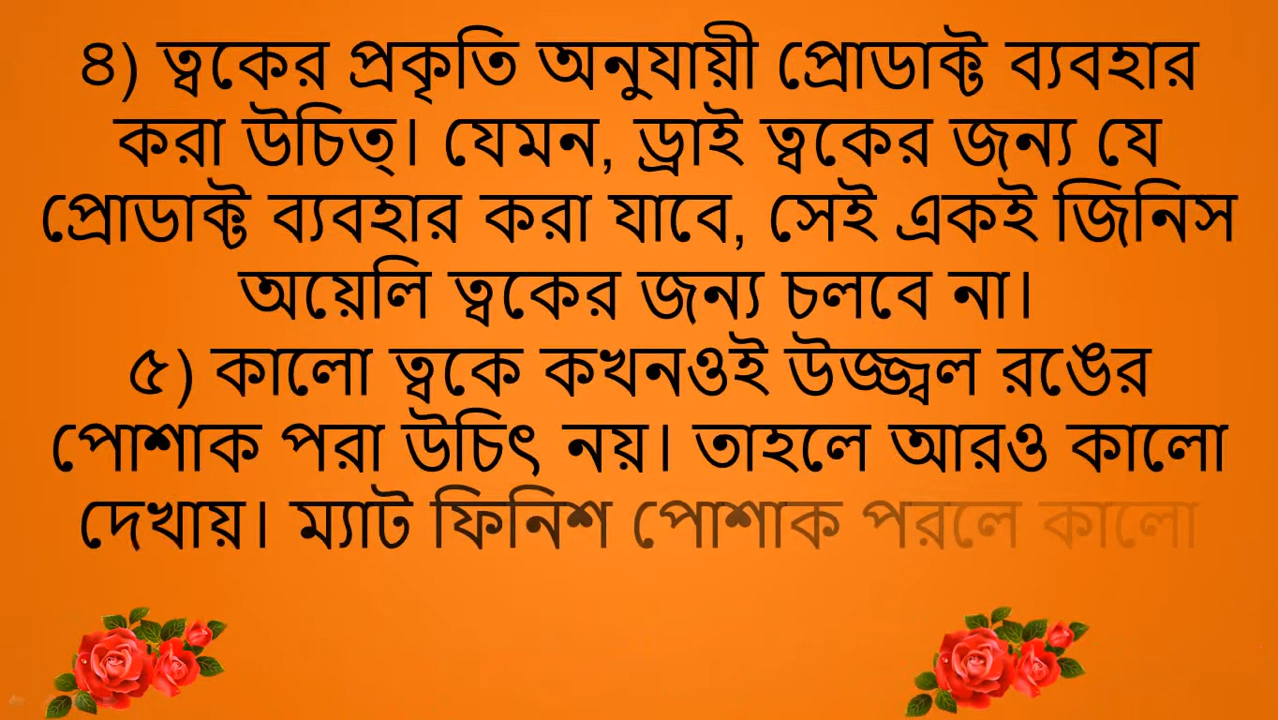 ৪) ত্বকের প্রকৃতি অনুযায়ী প্রোডাক্ট ব্যবহার
করা উচিত্‌। যেমন, ড্রাই ত্বকের জন্য যে
প্রোডাক্ট ব্যবহার করা যাবে, সেই একই জিনিস
অয়েলি ত্বকের জন্য চলবে না।
৫) কালো ত্বকে কখনওই উজ্জ্বল রঙের
পোশাক পরা উচিৎ নয়। তাহলে আরও কালো
দেখায়। ম্যাট ফিনিশ পোশাক পরলে কালো